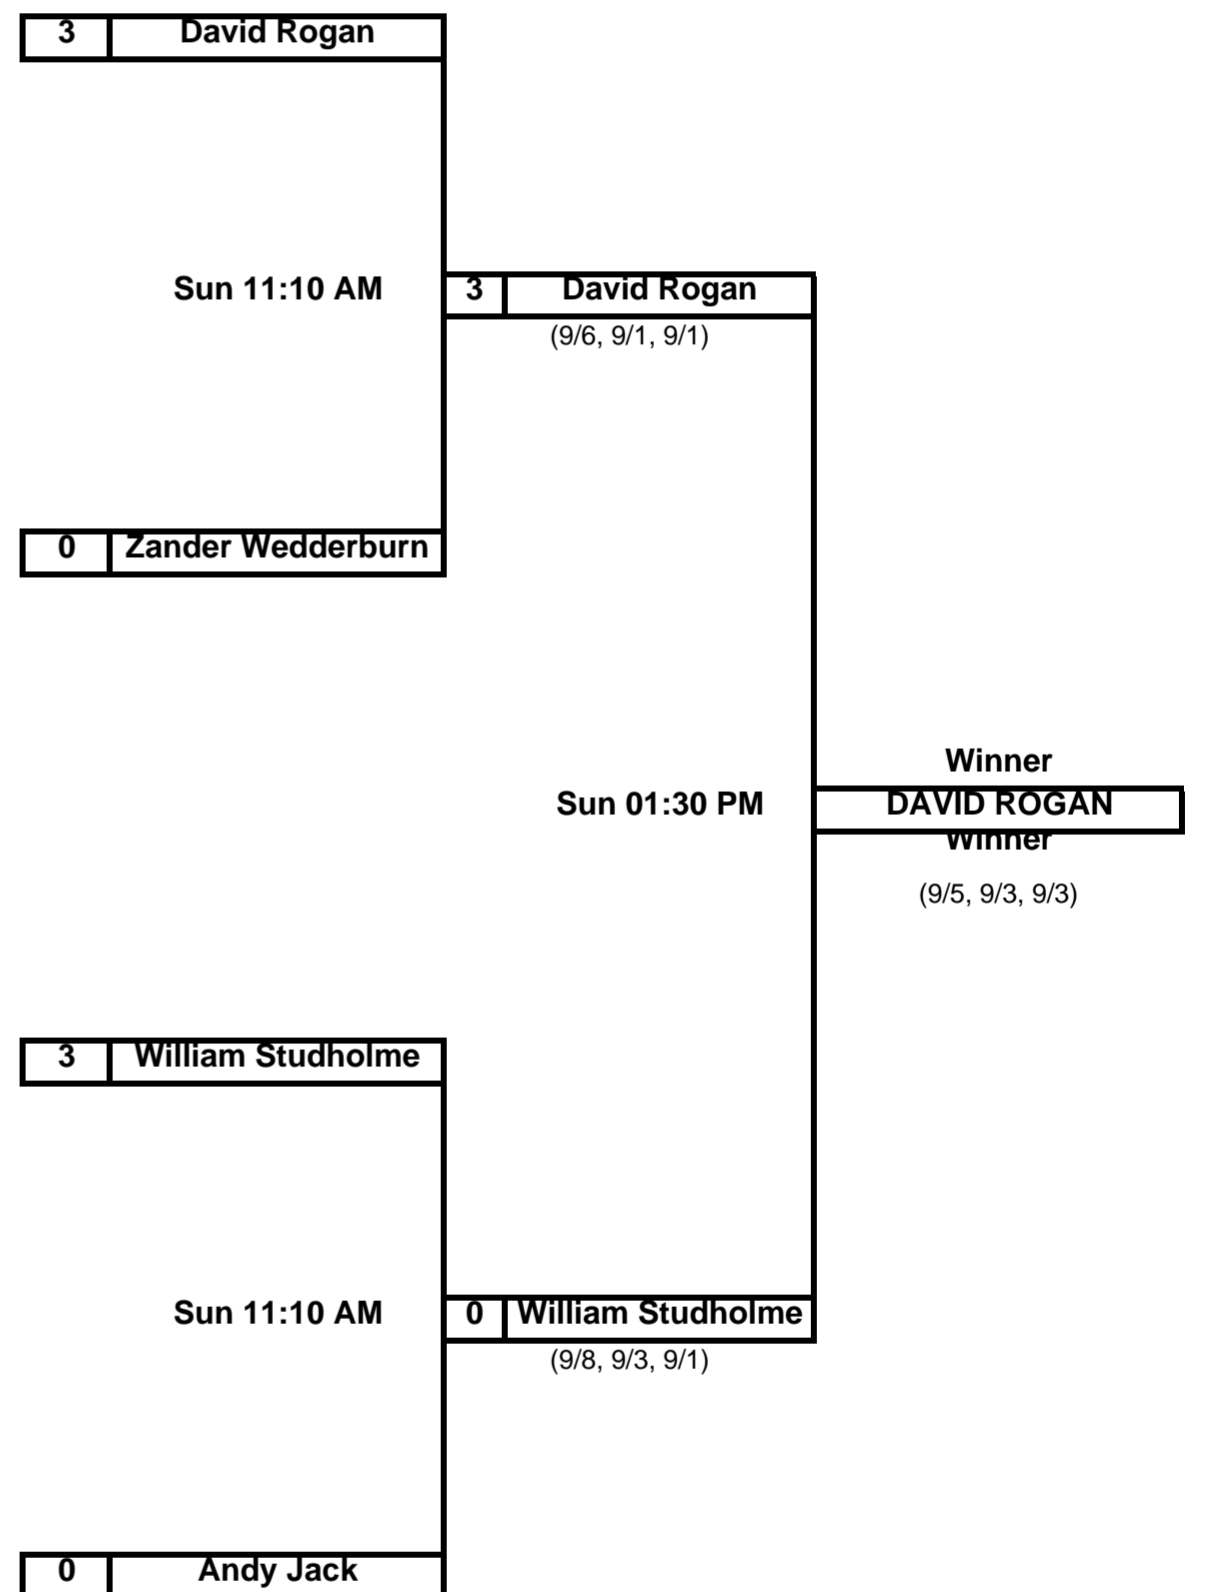 3 David Rogan
Sun 11:10 AM
3 David Rogan
(9/6, 9/1, 9/1)
0 Zander Wedderburn
Winner
Sun 01:30 PM
DAVID ROGAN
Winner
(9/5, 9/3, 9/3)
3 William Studholme
Sun 11:10 AM
0 William Studholme
(9/8, 9/3, 9/1)
0 Andy Jack